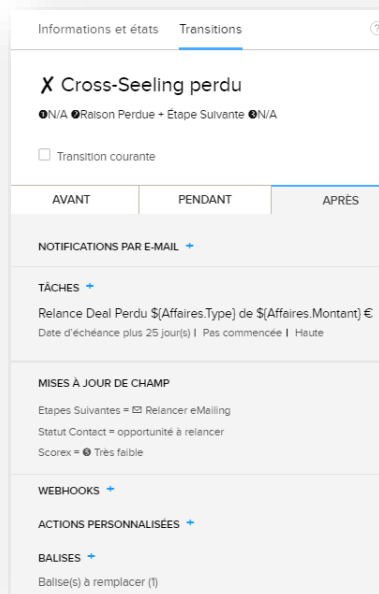 Informations et états Transitions ?
✗ Cross-Seeling perdu
❶N/A ❷Raison Perdue + Étape Suivante ❸N/A
Transition courante
AVANT PENDANT APRÈS
NOTIFICATIONS PAR E-MAIL +
TÂCHES +
Relance Deal Perdu ${Affaires.Type} de ${Affaires.Montant} €
Date d'échéance plus 25 jour(s) | Pas commencée | Haute
MISES À JOUR DE CHAMP
Etapes Suivantes = ✉ Relancer eMailing
Statut Contact = opportunité à relancer
Scorex = ❺ Très faible
WEBHOOKS +
ACTIONS PERSONNALISÉES +
BALISES +
Balise(s) à remplacer (1)